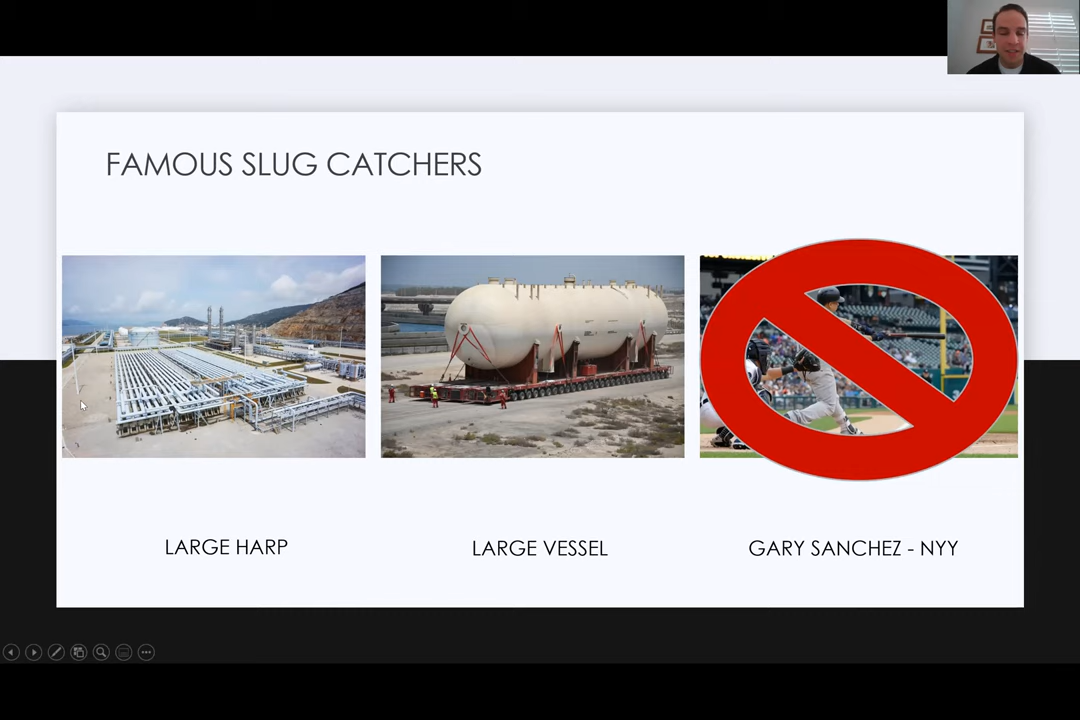 FAMOUS SLUG CATCHERS
LARGE HARP
LARGE VESSEL
GARY SANCHEZ - NYY